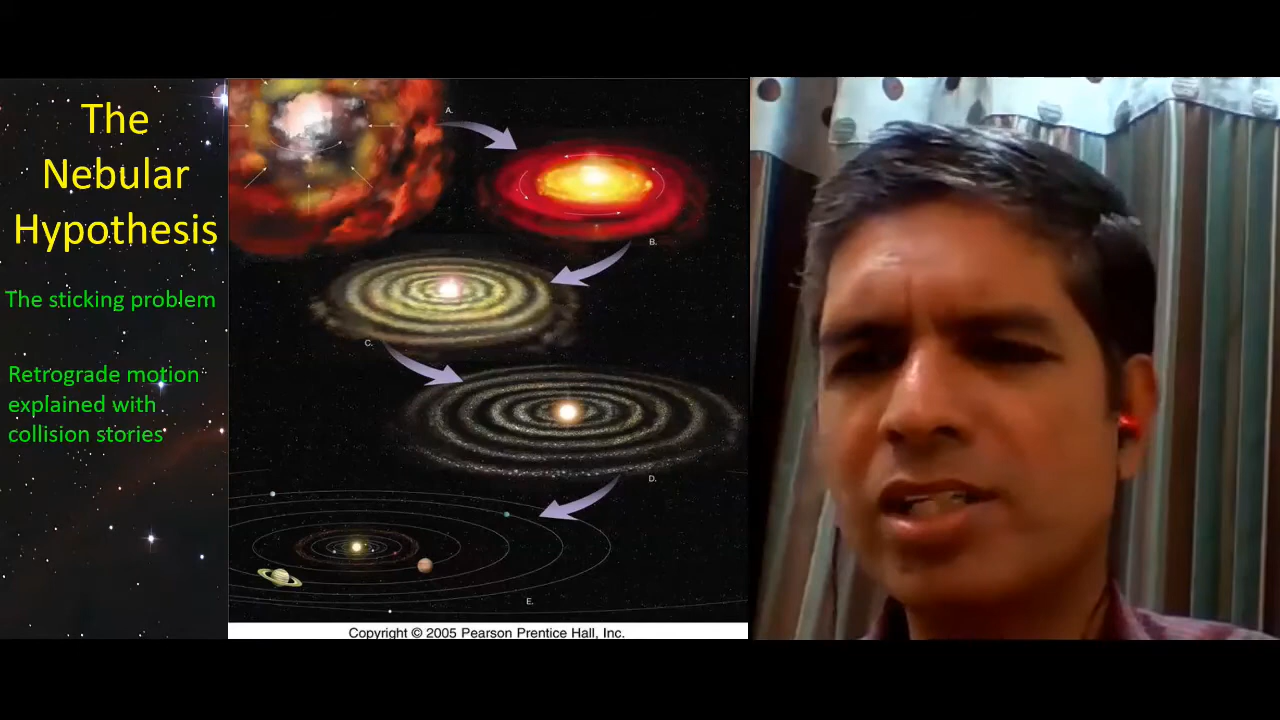 The
Nebular
Hypothesis
The sticking problem
Retrograde motion
explained with
collision stories
A.
B.
C.
D.
E.
Copyright © 2005 Pearson Prentice Hall, Inc.